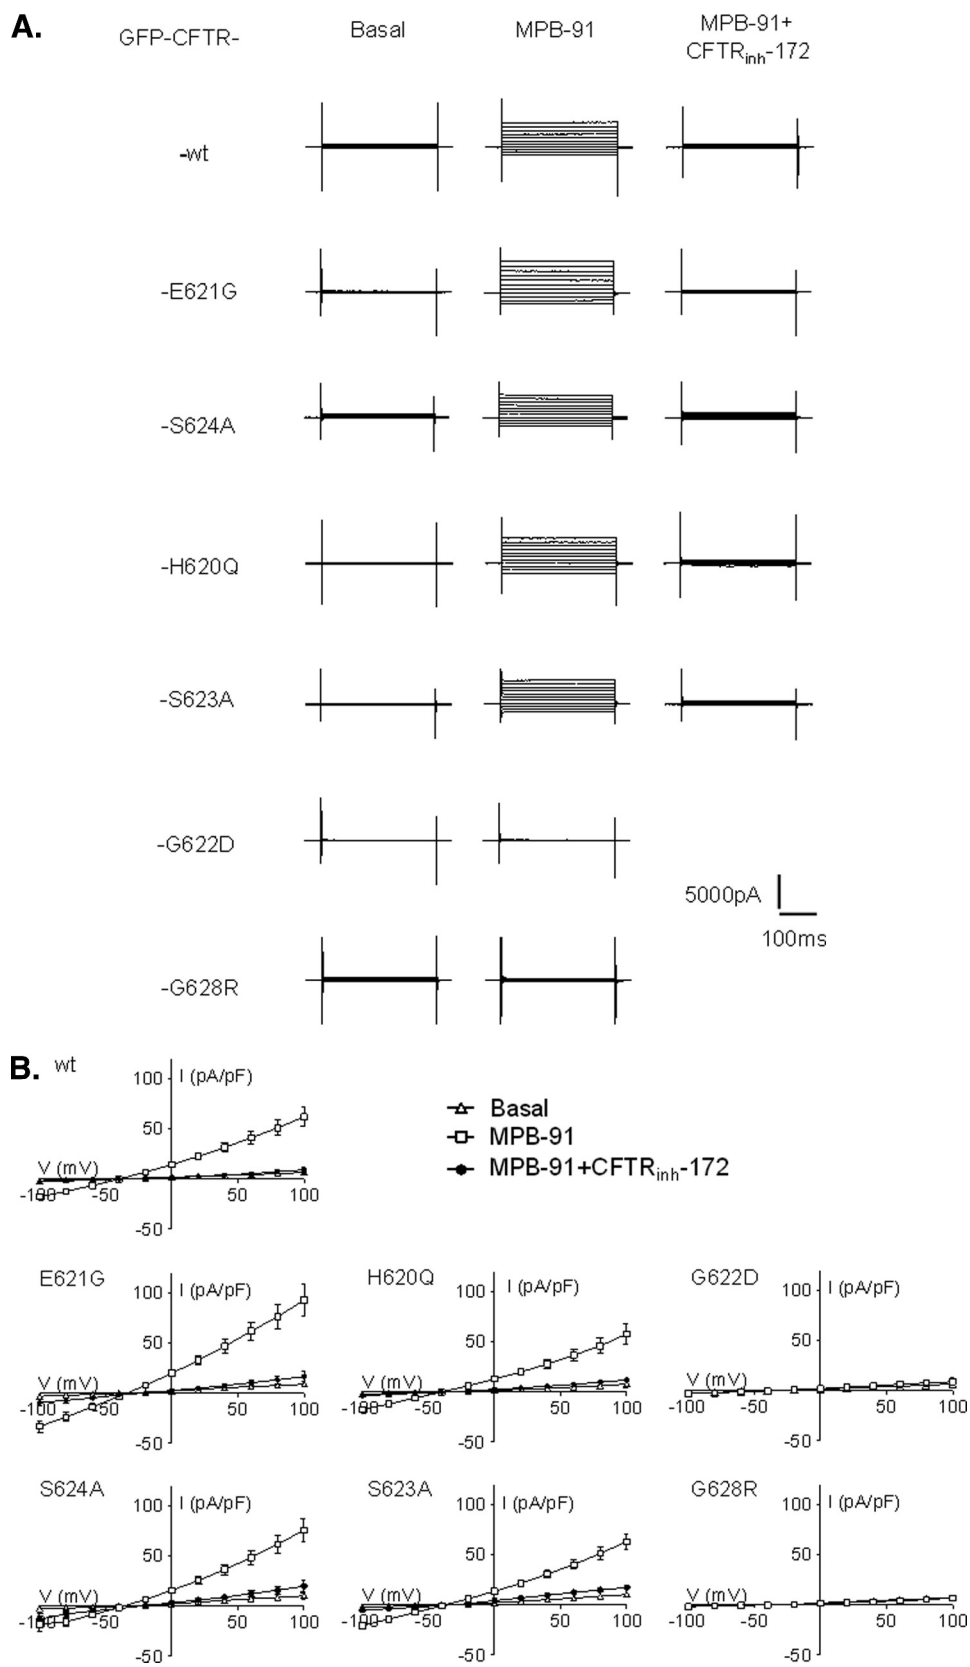 A.
GFP-CFTR-
Basal
MPB-91
MPB-91+
CFTRinh-172
-wt
-E621G
-S624A
-H620Q
-S623A
-G622D
5000pA
100ms
-G628R
B.
wt
100
I (pA/pF)
50
V (mV)
-100
-50
50
100
-50
Basal
MPB-91
MPB-91+CFTRinh-172
E621G
100
I (pA/pF)
50
V (mV)
-100
-50
50
100
-50
H620Q
100
I (pA/pF)
50
V (mV)
-100
-50
50
100
-50
G622D
100
I (pA/pF)
50
V (mV)
-100
-50
50
100
-50
S624A
100
I (pA/pF)
50
V (mV)
-100
-50
50
100
-50
S623A
100
I (pA/pF)
50
V (mV)
-100
-50
50
100
-50
G628R
100
I (pA/pF)
50
V (mV)
-100
-50
50
100
-50